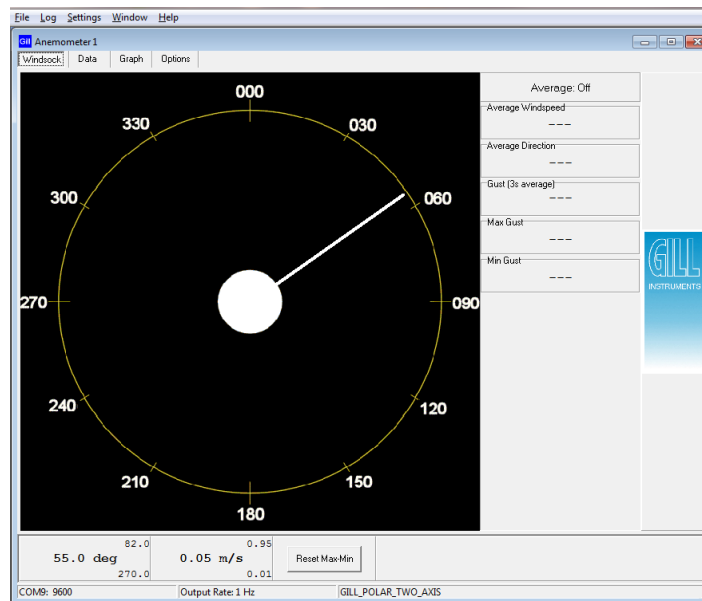 File Log Settings Window Help
Gill Anemometer1
Windsock Data Graph Options
000
330 030
300 060
270 090
240 120
210 150
180
Average: Off
Average Windspeed
---
Average Direction
---
Gust (3s average)
---
Max Gust
---
Min Gust
---
GILL
INSTRUMENTS
82.0 0.95
55.0 deg 0.05 m/s Reset Max-Min
270.0 0.01
COM9: 9600 Output Rate: 1 Hz GILL_POLAR_TWO_AXIS